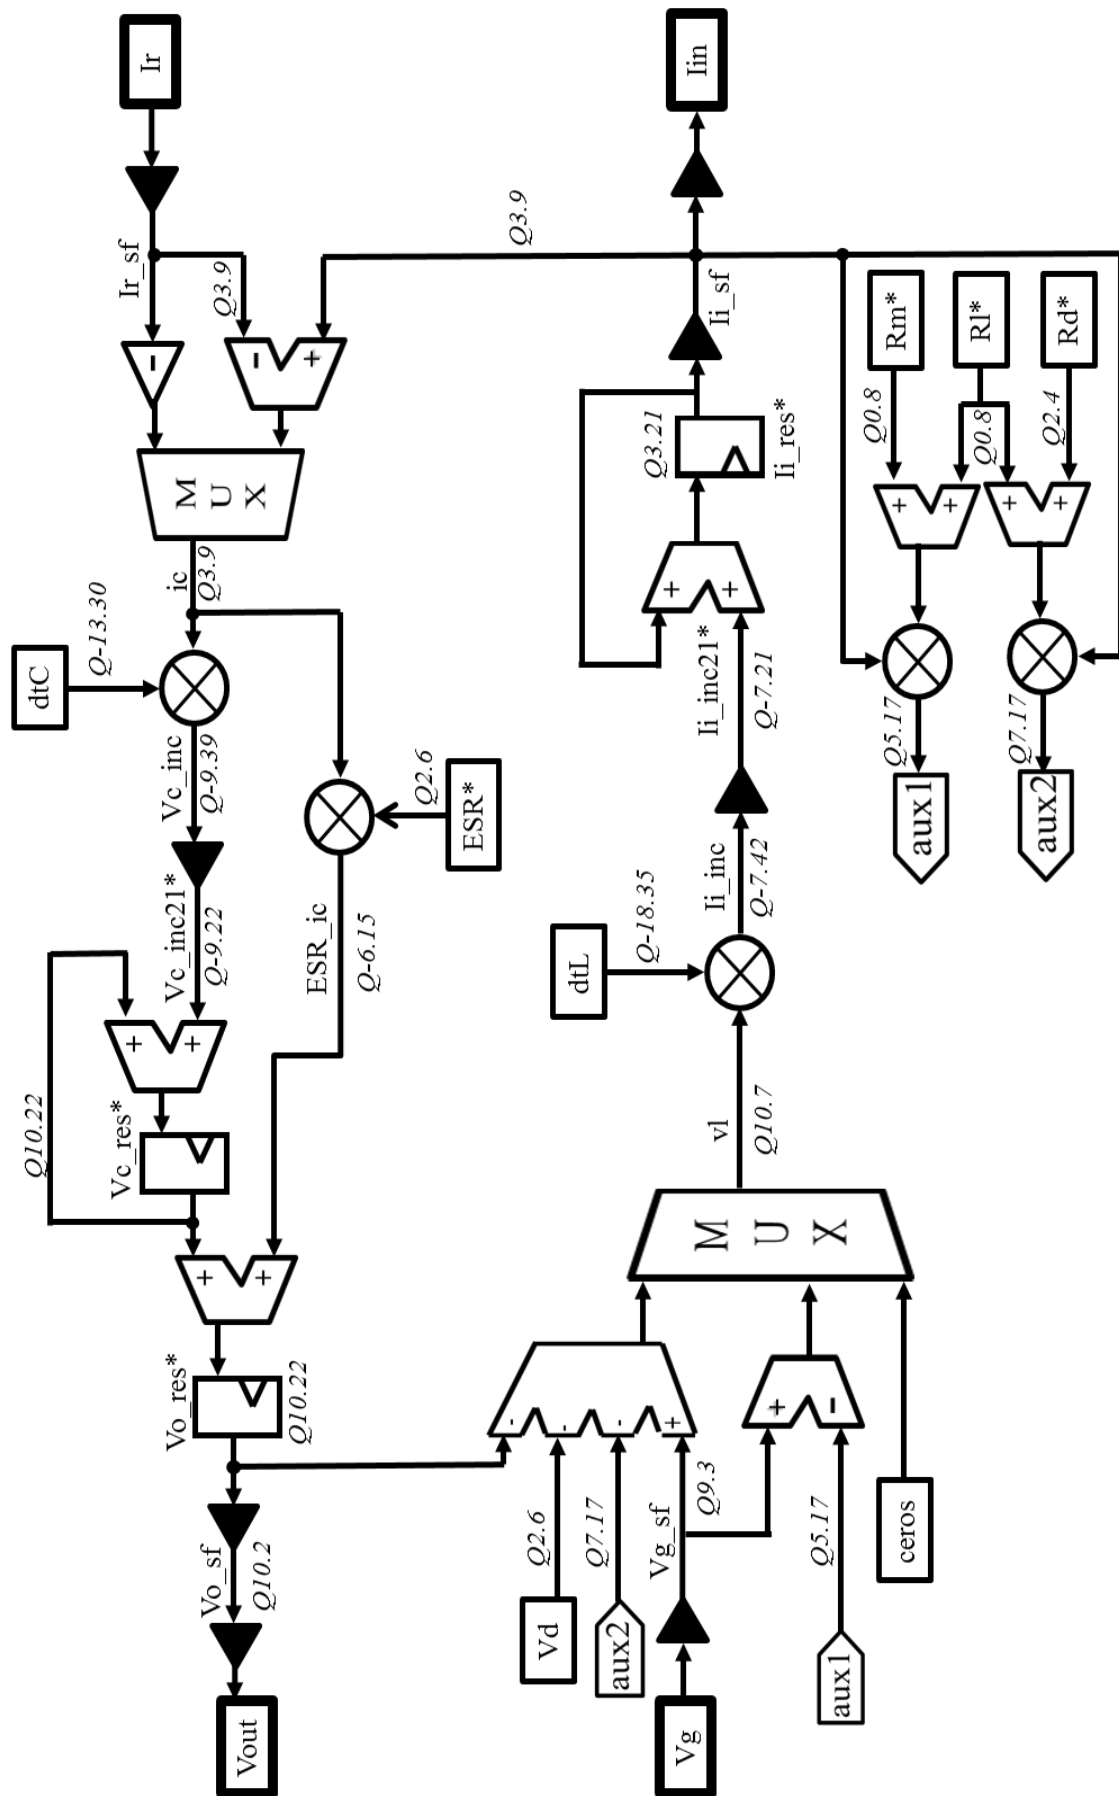 Ir
Ir_sf
Q3.9
-
-
+
M
U
X
ic
Q3.9
dtC
Q-13.30
Vc_inc
Q-9.39
Vc_inc21*
Q-9.22
+
+
Q10.22
Vc_res*
Q2.6
ESR*
ESR_ic
Q-6.15
+
+
Vo_res*
Q10.22
Vo_sf
Q10.2
Vout
Iin
Q3.9
Ii_sf
Q3.21
Ii_res*
+
+
Ii_inc21*
Q-7.21
Ii_inc
Q-7.42
dtL
Q-18.35
vl
Q10.7
M
U
X
-
-
-
+
+
-
Vd
Q2.6
aux2
Q7.17
Vg
Vg_sf
Q9.3
aux1
Q5.17
ceros
Rm*
Rl*
Rd*
Q0.8
Q0.8
Q2.4
+
+
+
+
Q5.17
aux1
Q7.17
aux2